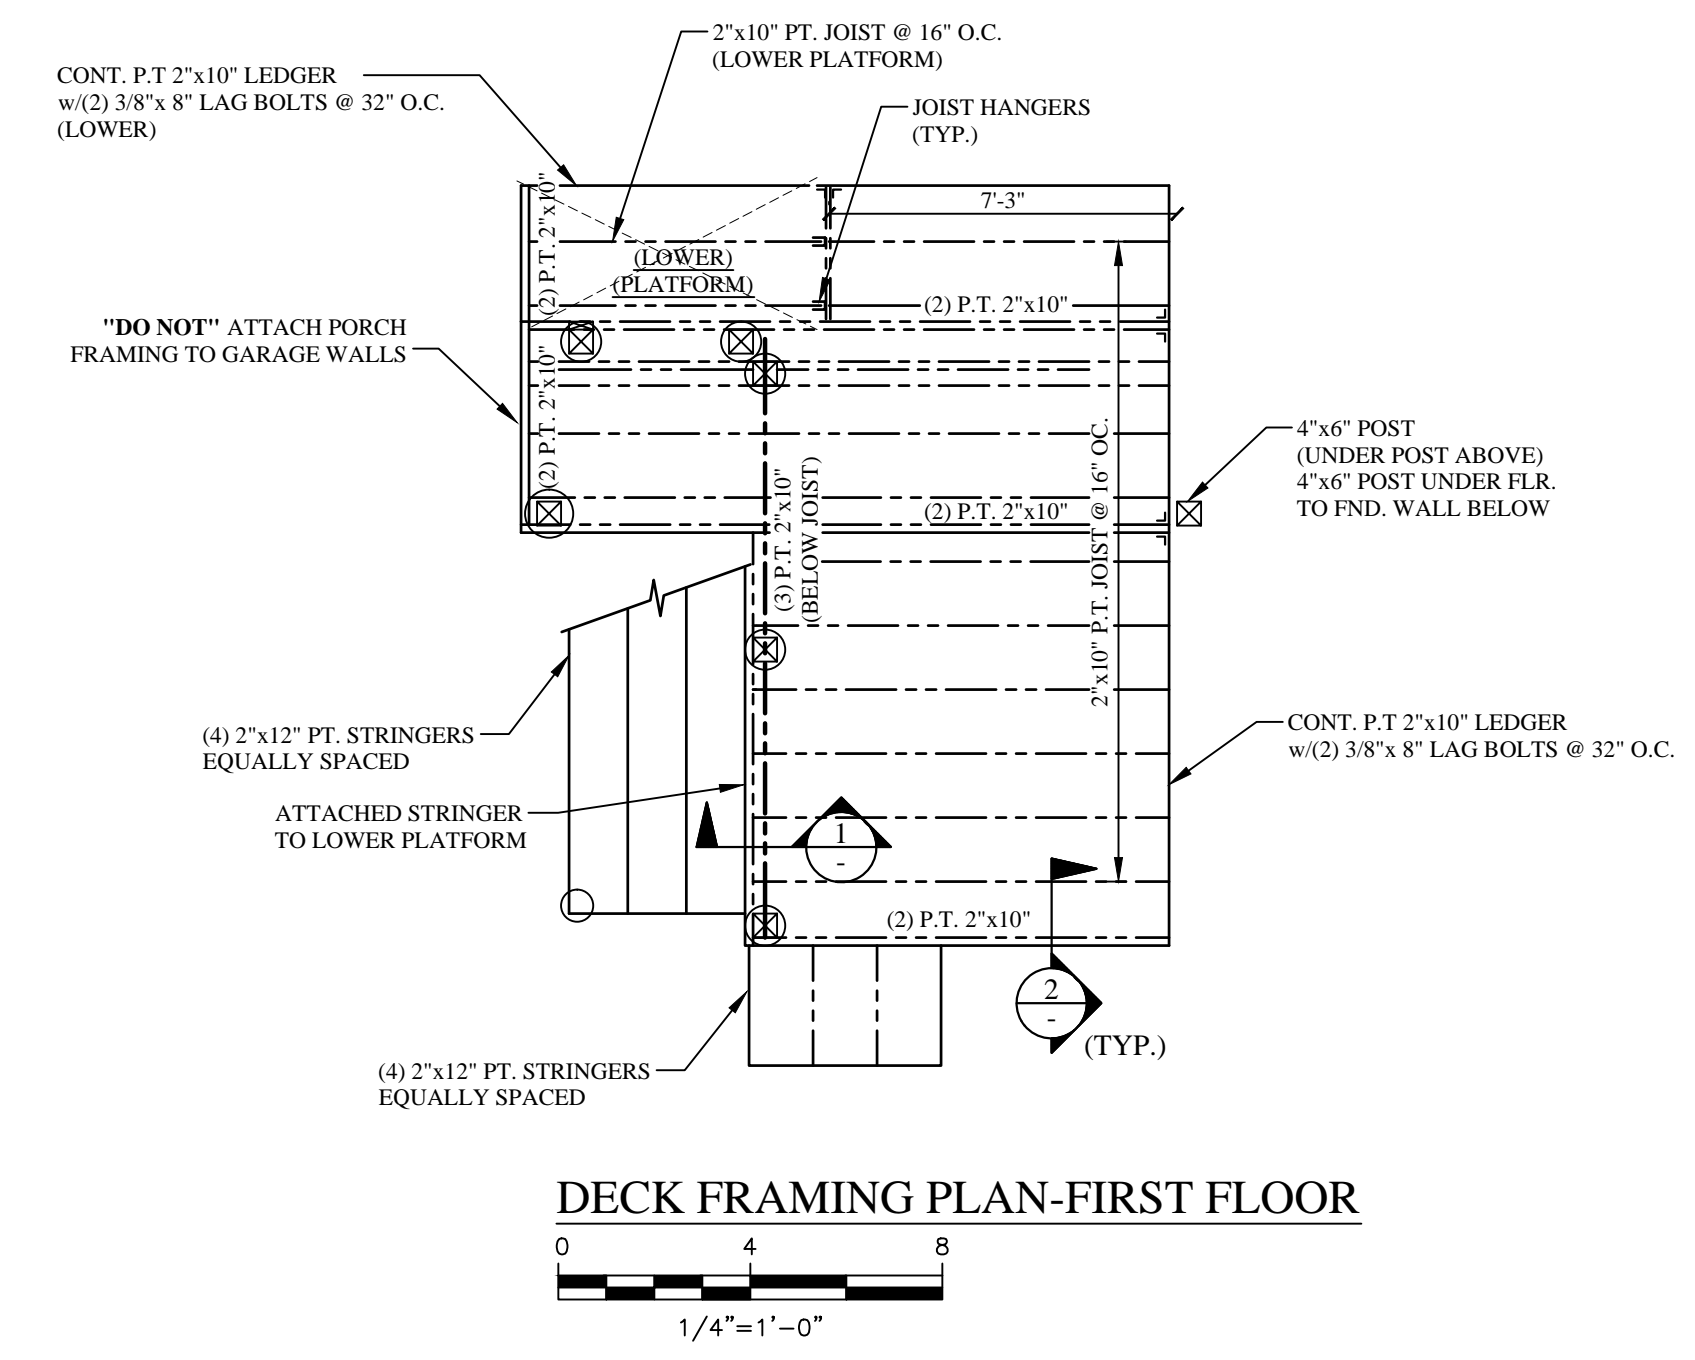 2"x10" PT. JOIST @ 16" O.C.
(LOWER PLATFORM)
CONT. P.T 2"x10" LEDGER
w/(2) 3/8"x 8" LAG BOLTS @ 32" O.C.
(LOWER)
JOIST HANGERS
(TYP.)
7'-3"
(2) P.T. 2"x10"
(LOWER)
(PLATFORM)
(2) P.T. 2"x10"
"DO NOT" ATTACH PORCH
FRAMING TO GARAGE WALLS
(2) P.T. 2"x10"
4"x6" POST
(UNDER POST ABOVE)
4"x6" POST UNDER FLR.
TO FND. WALL BELOW
(3) P.T. 2"x10"
(BELOW JOIST)
(2) P.T. 2"x10"
2"x10" P.T. JOIST @ 16" OC.
(4) 2"x12" PT. STRINGERS
EQUALLY SPACED
CONT. P.T 2"x10" LEDGER
w/(2) 3/8"x 8" LAG BOLTS @ 32" O.C.
ATTACHED STRINGER
TO LOWER PLATFORM
1
-
(2) P.T. 2"x10"
2
-
(TYP.)
(4) 2"x12" PT. STRINGERS
EQUALLY SPACED
DECK FRAMING PLAN-FIRST FLOOR
0 4 8
1/4"=1'-0"